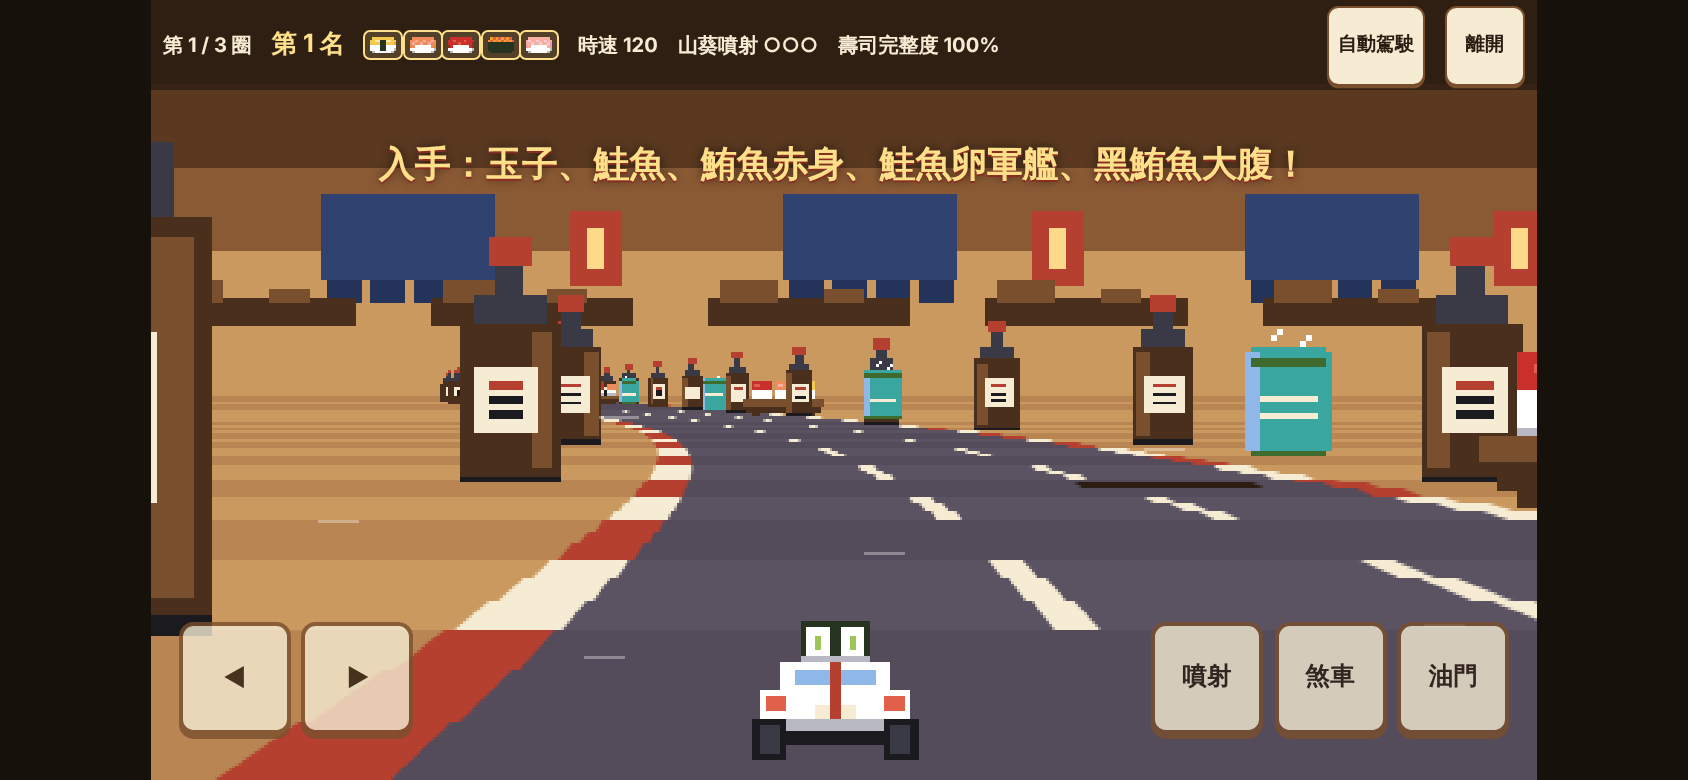 第 1 / 3 圈 第 1 名 時速 120 山葵噴射 ○○○ 壽司完整度 100% 自動駕駛 離開
入手：玉子、鮭魚、鮪魚赤身、鮭魚卵軍艦、黑鮪魚大腹！
◀ ▶ 噴射 煞車 油門